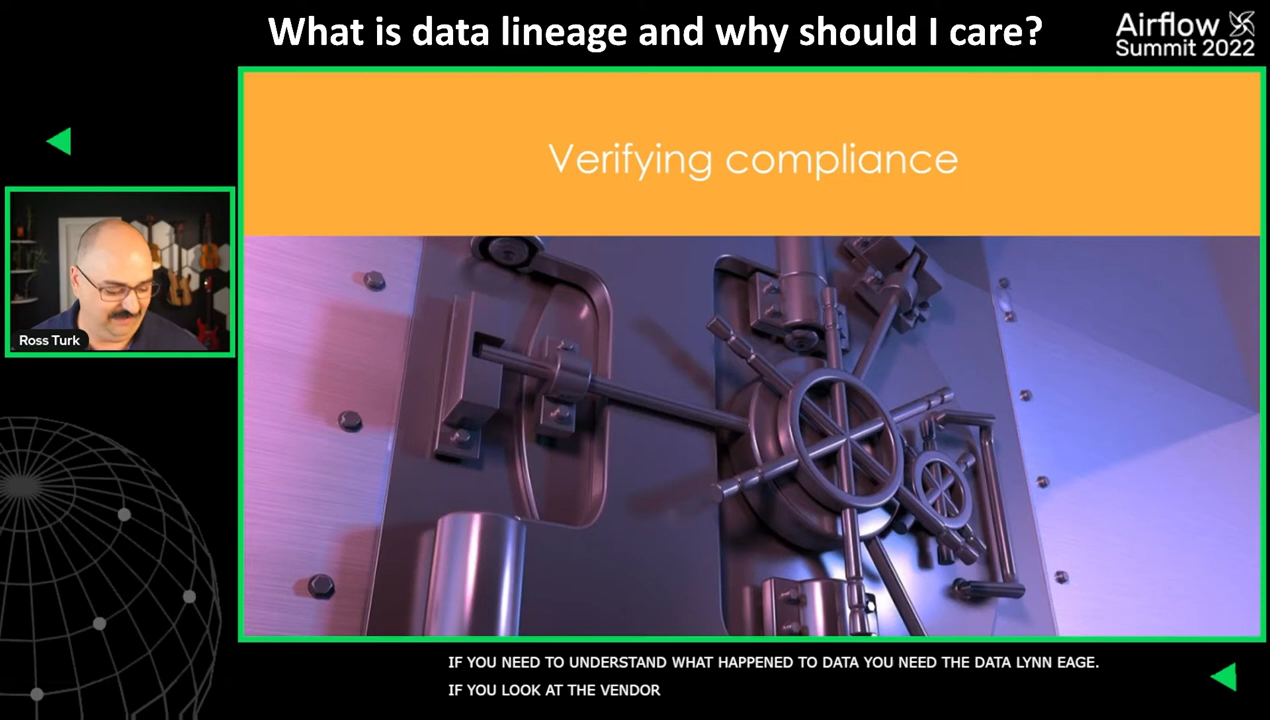 What is data lineage and why should I care?
Airflow
Summit 2022
Verifying compliance
Ross Turk
IF YOU NEED TO UNDERSTAND WHAT HAPPENED TO DATA YOU NEED THE DATA LYNN EAGE.
IF YOU LOOK AT THE VENDOR